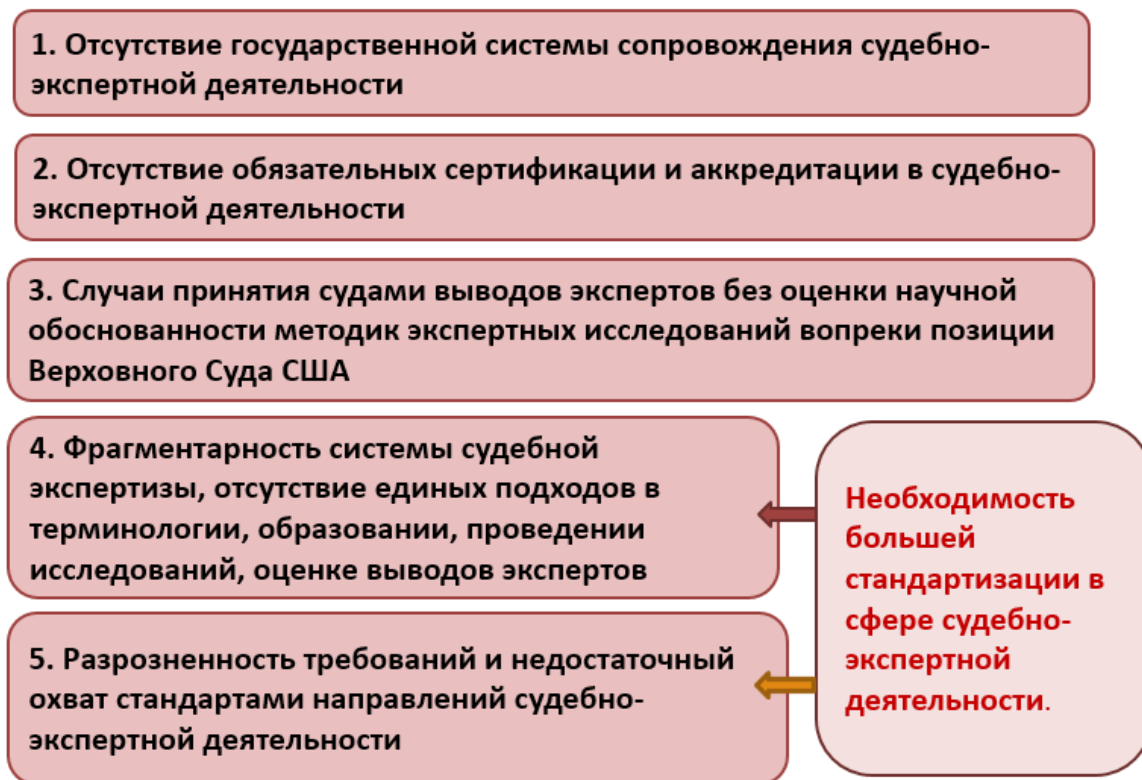 1. Отсутствие государственной системы сопровождения судебно-
экспертной деятельности
2. Отсутствие обязательных сертификации и аккредитации в судебно-
экспертной деятельности
3. Случаи принятия судами выводов экспертов без оценки научной
обоснованности методик экспертных исследований вопреки позиции
Верховного Суда США
4. Фрагментарность системы судебной
экспертизы, отсутствие единых подходов в
терминологии, образовании, проведении
исследований, оценке выводов экспертов
5. Разрозненность требований и недостаточный
охват стандартами направлений судебно-
экспертной деятельности
Необходимость
большей
стандартизации в
сфере судебно-
экспертной
деятельности.